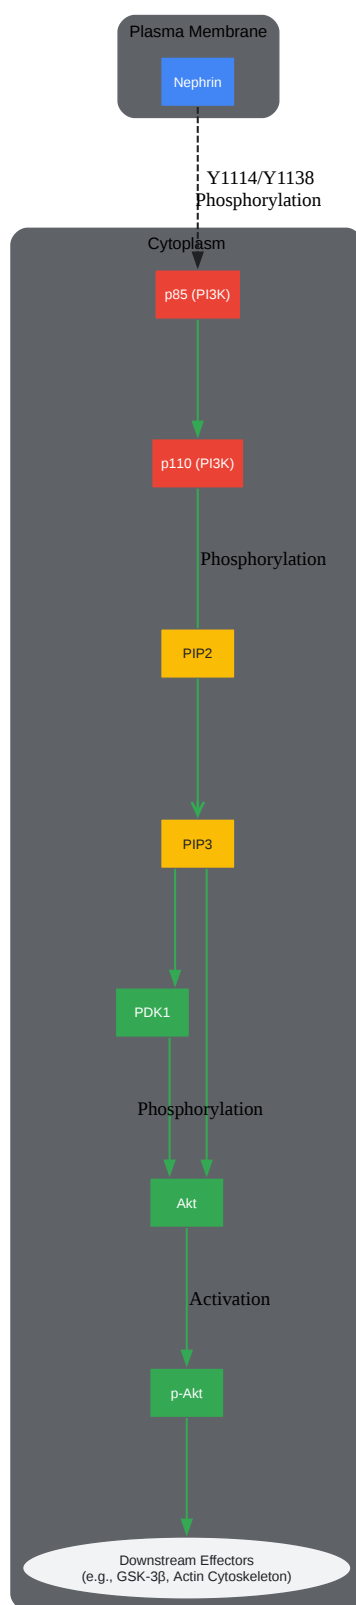 Plasma Membrane
Nephrin
Y1114/Y1138
Phosphorylation
Cytoplasm
p85 (PI3K)
p110 (PI3K)
Phosphorylation
PIP2
PIP3
PDK1
Phosphorylation
Akt
Activation
p-Akt
Downstream Effectors
(e.g., GSK-3β, Actin Cytoskeleton)